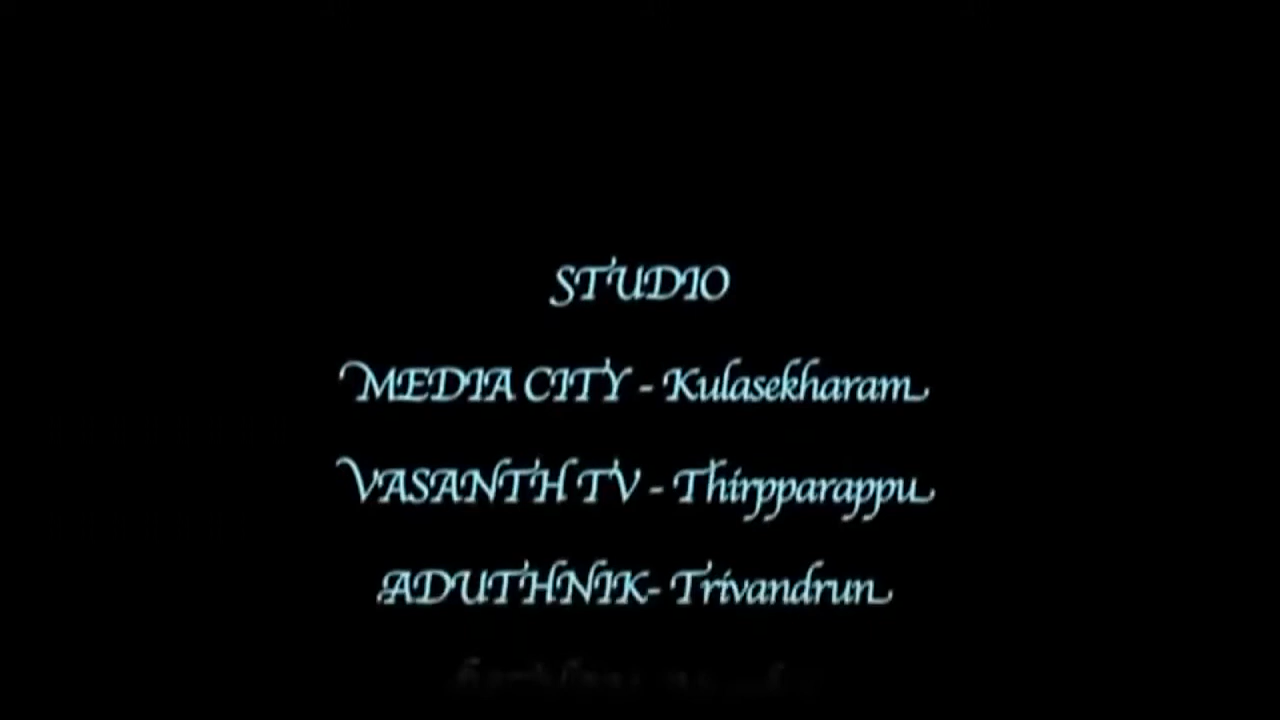 STUDIO
MEDIA CITY - Kulasekharam
VASANTH TV - Thirpparappu
ADUTHNIK- Trivandrun